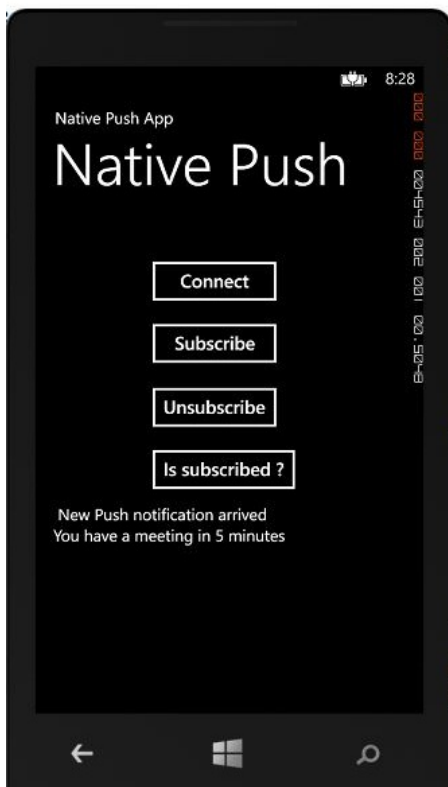 8:28
Native Push App
Native Push
Connect
Subscribe
Unsubscribe
Is subscribed ?
New Push notification arrived
You have a meeting in 5 minutes